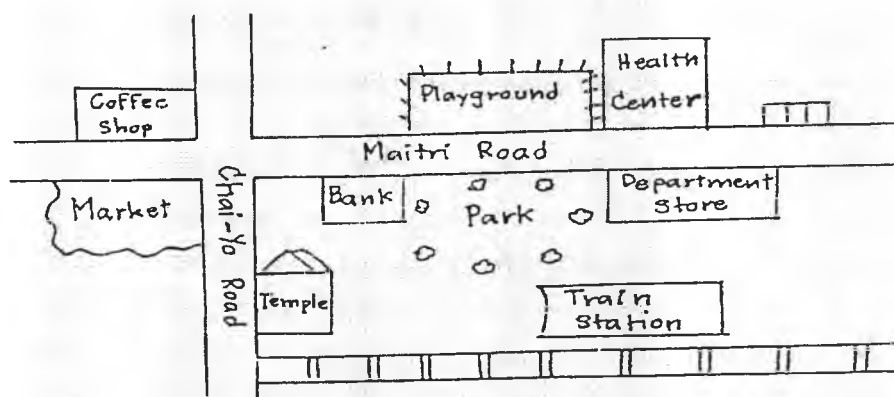 Health
Center
Playground
Coffee
Shop
Maitri Road
Chai-Yo Road
Market
Bank
Park
Department
Store
Temple
Train
Station